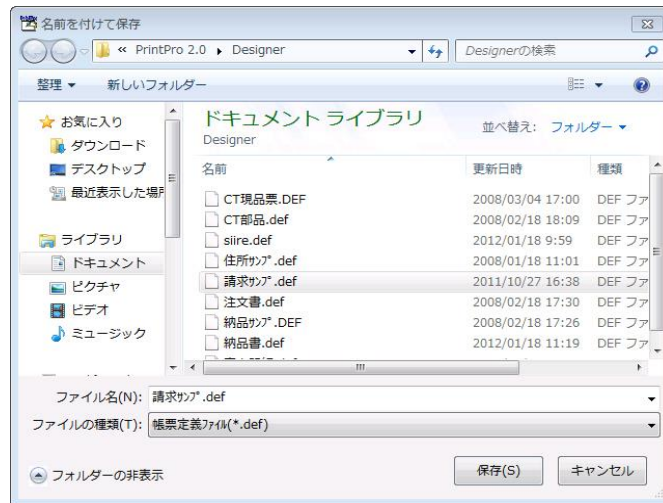 名前を付けて保存
« PrintPro 2.0 ▸ Designer
Designerの検索
整理 ▼ 新しいフォルダー
お気に入り
ダウンロード
デスクトップ
最近表示した場所
ライブラリ
ドキュメント
ピクチャ
ビデオ
ミュージック
ドキュメント ライブラリ
Designer
並べ替え: フォルダー ▼
名前 更新日時 種類
CT現品票.DEF 2008/03/04 17:00 DEF ファ
CT部品.def 2008/02/18 18:09 DEF ファ
siire.def 2012/01/18 9:59 DEF ファ
住所ｻﾝﾌﾟ.def 2008/01/18 11:01 DEF ファ
請求ｻﾝﾌﾟ.def 2011/10/27 16:38 DEF ファ
注文書.def 2008/02/18 17:30 DEF ファ
納品ｻﾝﾌﾟ.DEF 2008/02/18 17:26 DEF ファ
納品書.def 2012/01/18 11:19 DEF ファ
ファイル名(N): 請求ｻﾝﾌﾟ.def
ファイルの種類(T): 帳票定義ﾌｧｲﾙ(*.def)
フォルダーの非表示
保存(S) キャンセル